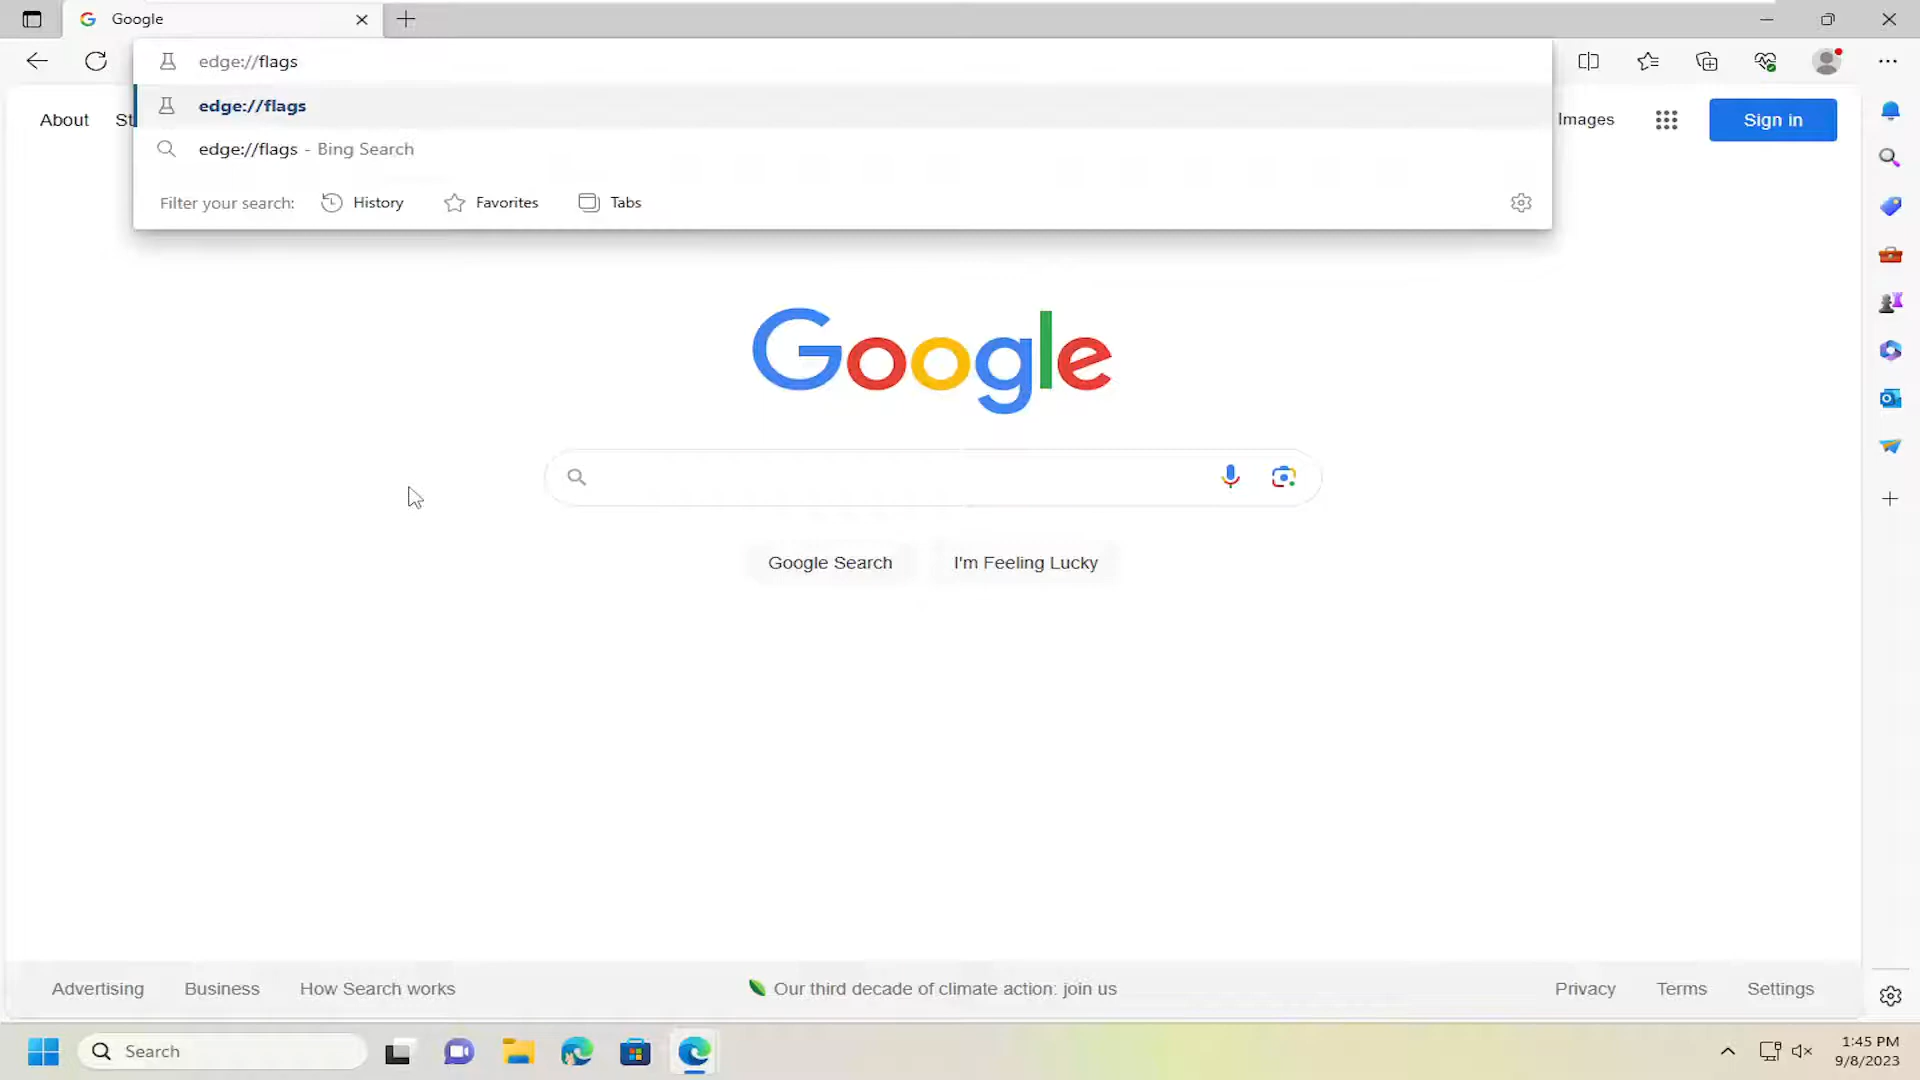 Google
edge://flags
edge://flags
edge://flags - Bing Search
Filter your search: History Favorites Tabs
About St Images Sign in
Google
Google Search I'm Feeling Lucky
Advertising Business How Search works Our third decade of climate action: join us Privacy Terms Settings
Search
1:45 PM
9/8/2023